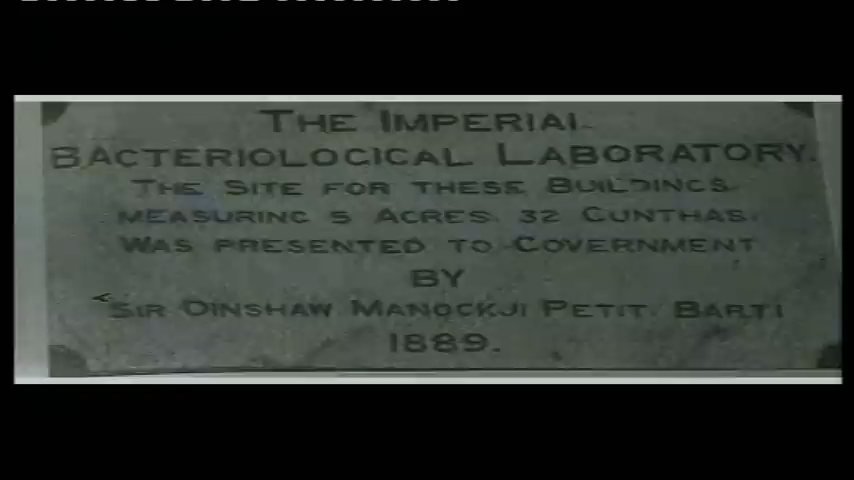 THE IMPERIAL
BACTERIOLOGICAL LABORATORY.
THE SITE FOR THESE BUILDINGS
MEASURING 5 ACRES. 32 GUNTHAS.
WAS PRESENTED TO GOVERNMENT
BY
SIR DINSHAW MANOCKJI PETIT. BART:
1889.